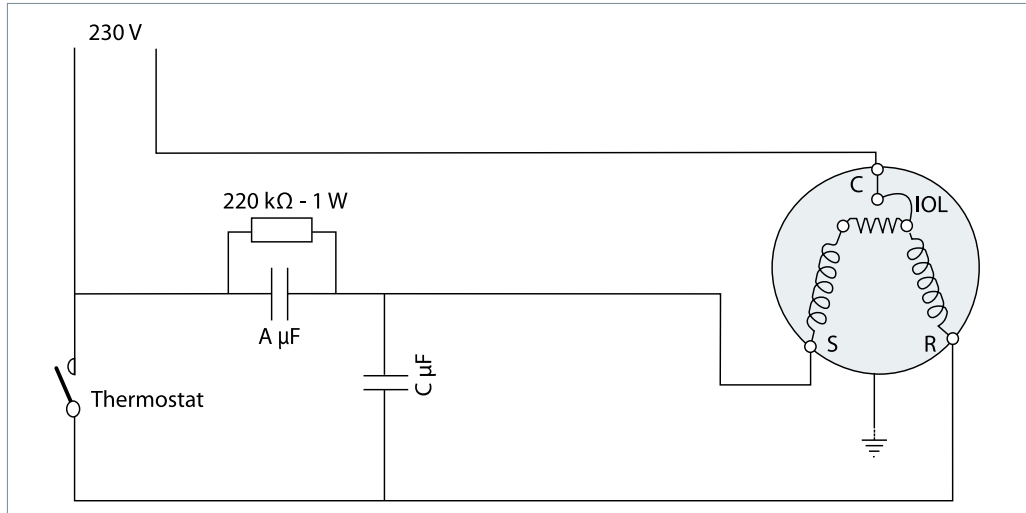 230 V
C
IOL
220 kΩ - 1 W
A µF
S
R
C µF
Thermostat